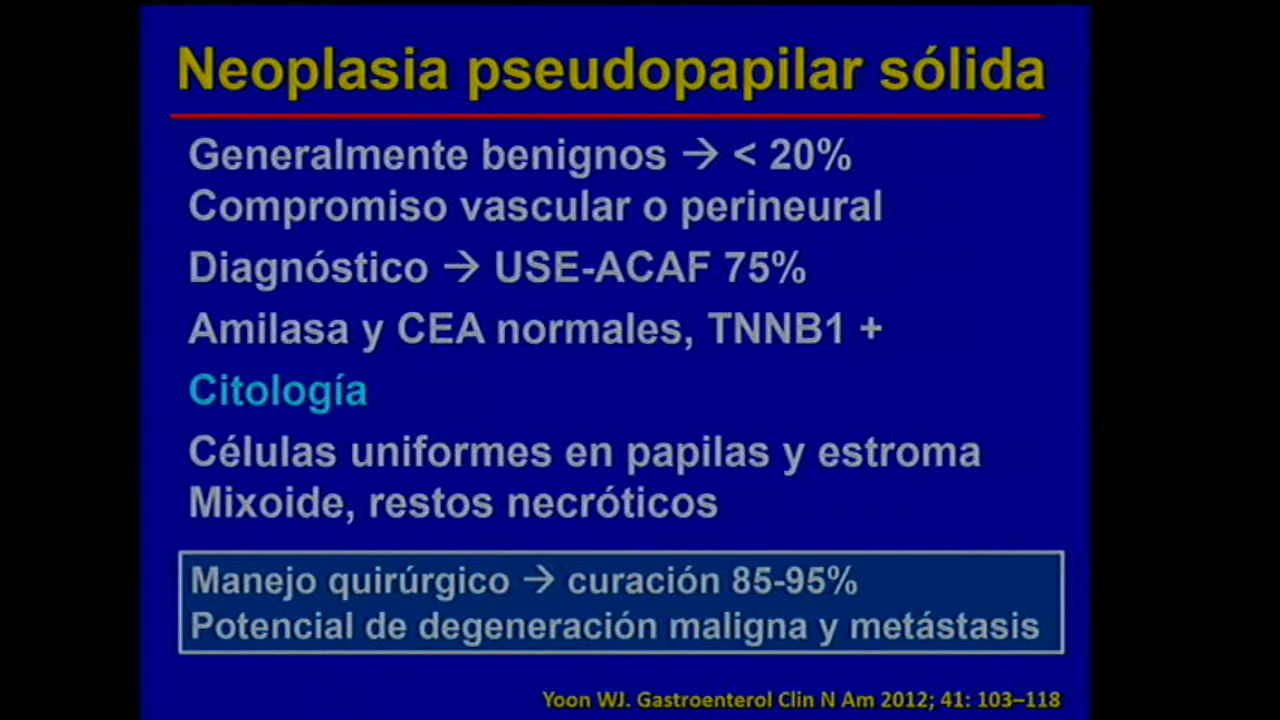 Neoplasia pseudopapilar sólida
Generalmente benignos → < 20%
Compromiso vascular o perineural
Diagnóstico → USE-ACAF 75%
Amilasa y CEA normales, TNNB1 +
Citología
Células uniformes en papilas y estroma
Mixoide, restos necróticos
Manejo quirúrgico → curación 85-95%
Potencial de degeneración maligna y metástasis
Yoon WJ. Gastroenterol Clin N Am 2012; 41: 103–118